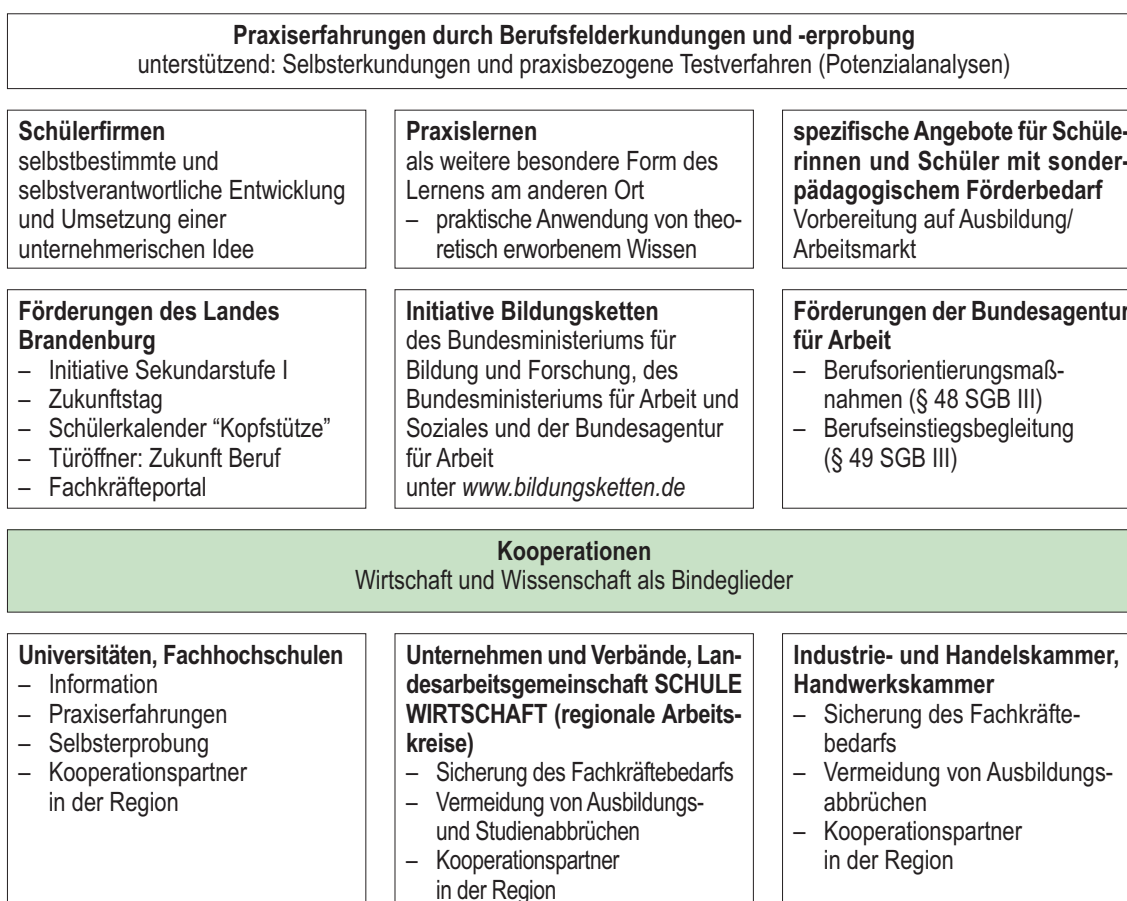 Praxiserfahrungen durch Berufsfelderkundungen und -erprobung
unterstützend: Selbsterkundungen und praxisbezogene Testverfahren (Potenzialanalysen)
Schülerfirmen
selbstbestimmte und
selbstverantwortliche Entwicklung
und Umsetzung einer
unternehmerischen Idee
Praxislernen
als weitere besondere Form des
Lernens am anderen Ort
– praktische Anwendung von theo-
retisch erworbenem Wissen
spezifische Angebote für Schüle-
rinnen und Schüler mit sonder-
pädagogischem Förderbedarf
Vorbereitung auf Ausbildung/
Arbeitsmarkt
Förderungen des Landes
Brandenburg
– Initiative Sekundarstufe I
– Zukunftstag
– Schülerkalender “Kopfstütze”
– Türöffner: Zukunft Beruf
– Fachkräfteportal
Initiative Bildungsketten
des Bundesministeriums für
Bildung und Forschung, des
Bundesministeriums für Arbeit und
Soziales und der Bundesagentur
für Arbeit
unter www.bildungsketten.de
Förderungen der Bundesagentur
für Arbeit
– Berufsorientierungsmaß-
nahmen (§ 48 SGB III)
– Berufseinstiegsbegleitung
(§ 49 SGB III)
Kooperationen
Wirtschaft und Wissenschaft als Bindeglieder
Universitäten, Fachhochschulen
– Information
– Praxiserfahrungen
– Selbsterprobung
– Kooperationspartner
in der Region
Unternehmen und Verbände, Lan-
desarbeitsgemeinschaft SCHULE
WIRTSCHAFT (regionale Arbeits-
kreise)
– Sicherung des Fachkräftebedarfs
– Vermeidung von Ausbildungs-
und Studienabbrüchen
– Kooperationspartner
in der Region
Industrie- und Handelskammer,
Handwerkskammer
– Sicherung des Fachkräfte-
bedarfs
– Vermeidung von Ausbildungs-
abbrüchen
– Kooperationspartner
in der Region